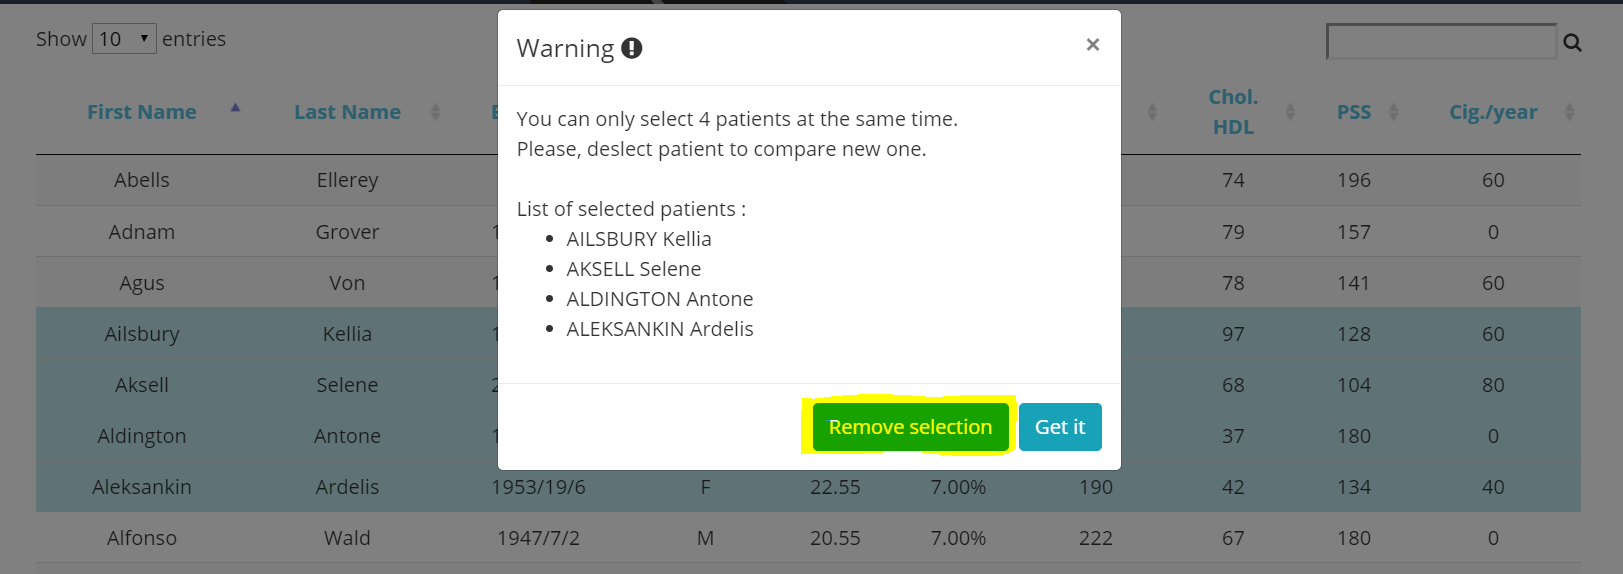 Show 10 entries
Warning
×
First Name Last Name Chol. HDL PSS Cig./year
You can only select 4 patients at the same time.
Please, deslect patient to compare new one.
List of selected patients :
AILSBURY Kellia
AKSELL Selene
ALDINGTON Antone
ALEKSANKIN Ardelis
Remove selection Get it
Abells Ellerey 74 196 60
Adnam Grover 79 157 0
Agus Von 78 141 60
Ailsbury Kellia 97 128 60
Aksell Selene 68 104 80
Aldington Antone 37 180 0
Aleksankin Ardelis 1953/19/6 F 22.55 7.00% 190 42 134 40
Alfonso Wald 1947/7/2 M 20.55 7.00% 222 67 180 0